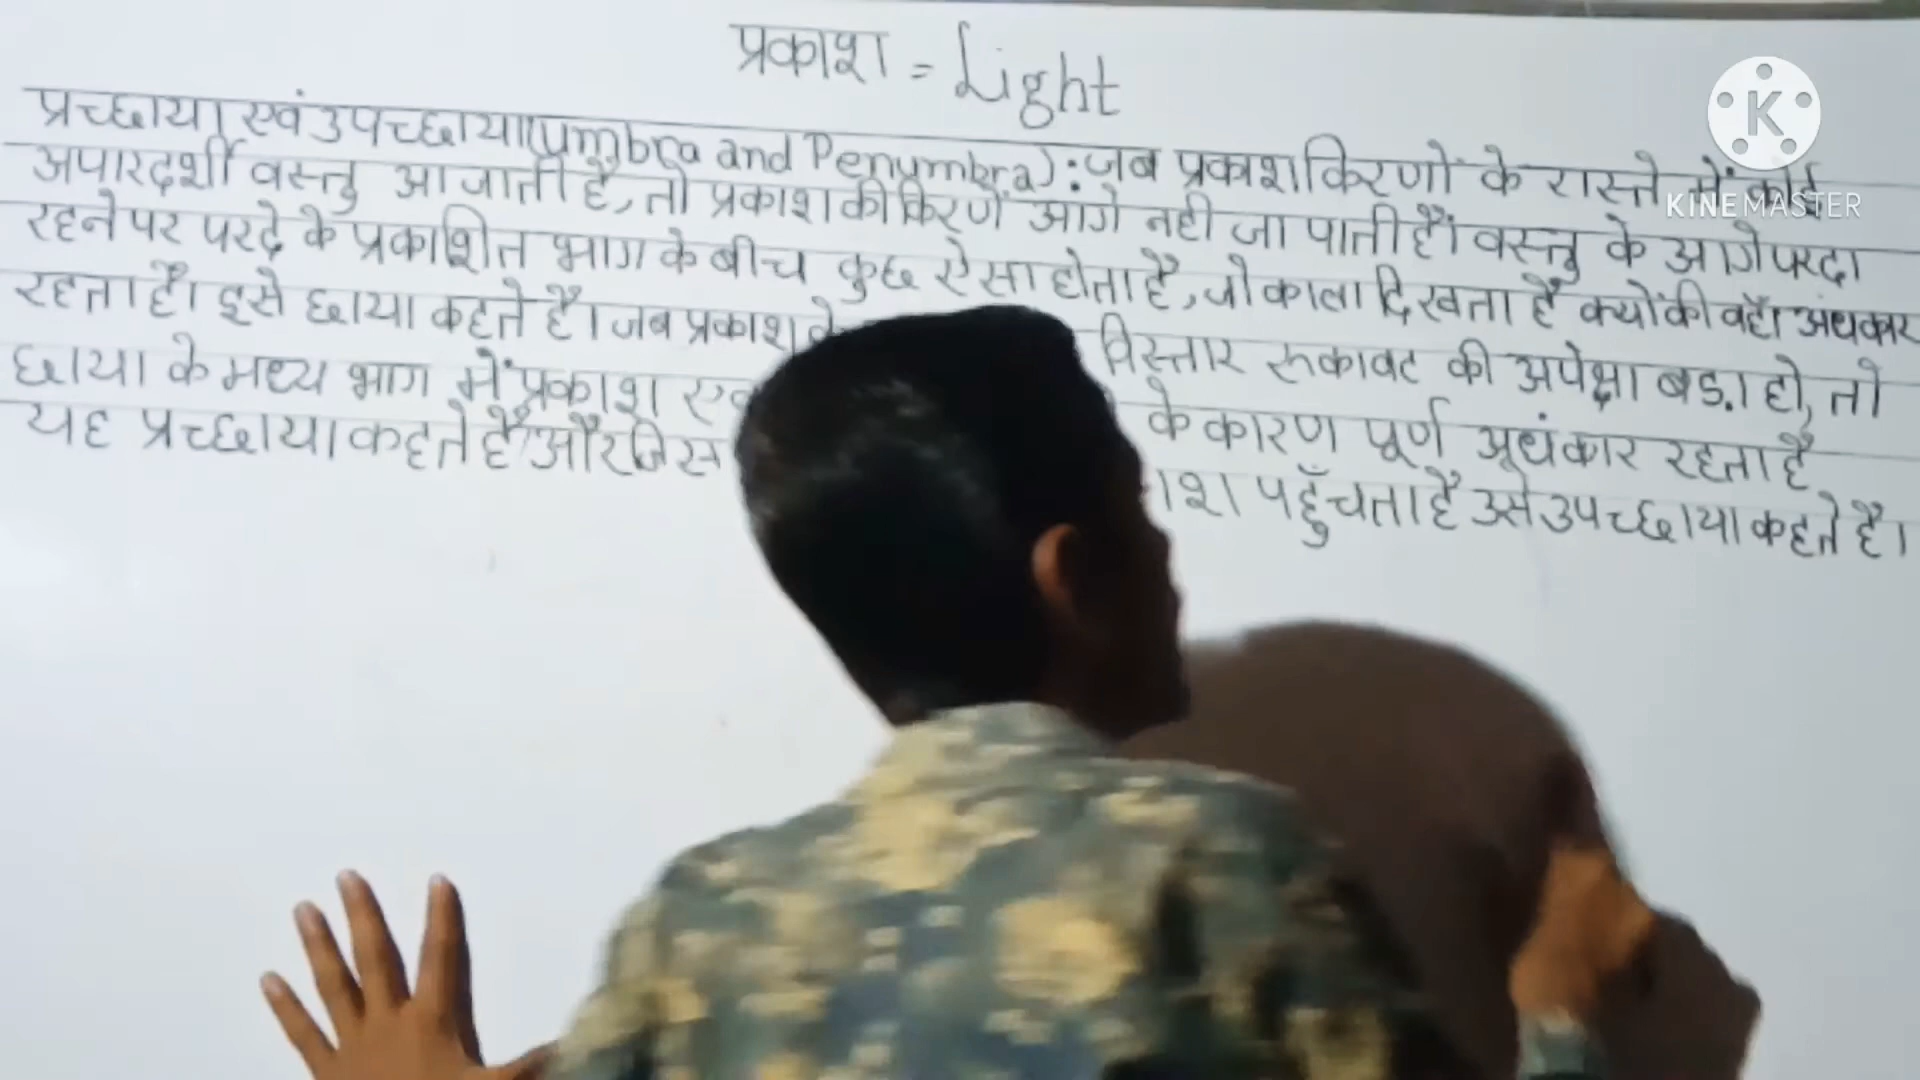 प्रकाश = Light
K
KINEMASTER
प्रच्छाया एवं उपच्छाया(Umbra and Penumbra): जब प्रकाश किरणों के रास्ते में कोई
अपारदर्शी वस्तु आ जाती है, तो प्रकाश की किरणें आगे नही जा पाती हैं। वस्तु के आगे परदा
रहने पर परदे के प्रकाशित भाग के बीच कुछ ऐसा होता है, जो काला दिखता हैं क्योंकी वहाँ अंधकार
रहता है। इसे छाया कहते है। जब प्रकाश विस्तार रूकावट की अपेक्षा बड़ा हो, तो
छाया के मध्य भाग में प्रकाश के कारण पूर्ण अधंकार रहता है
यह प्रच्छाया कहते है और जिस पहुँचता है उसे उपच्छाया कहते है।